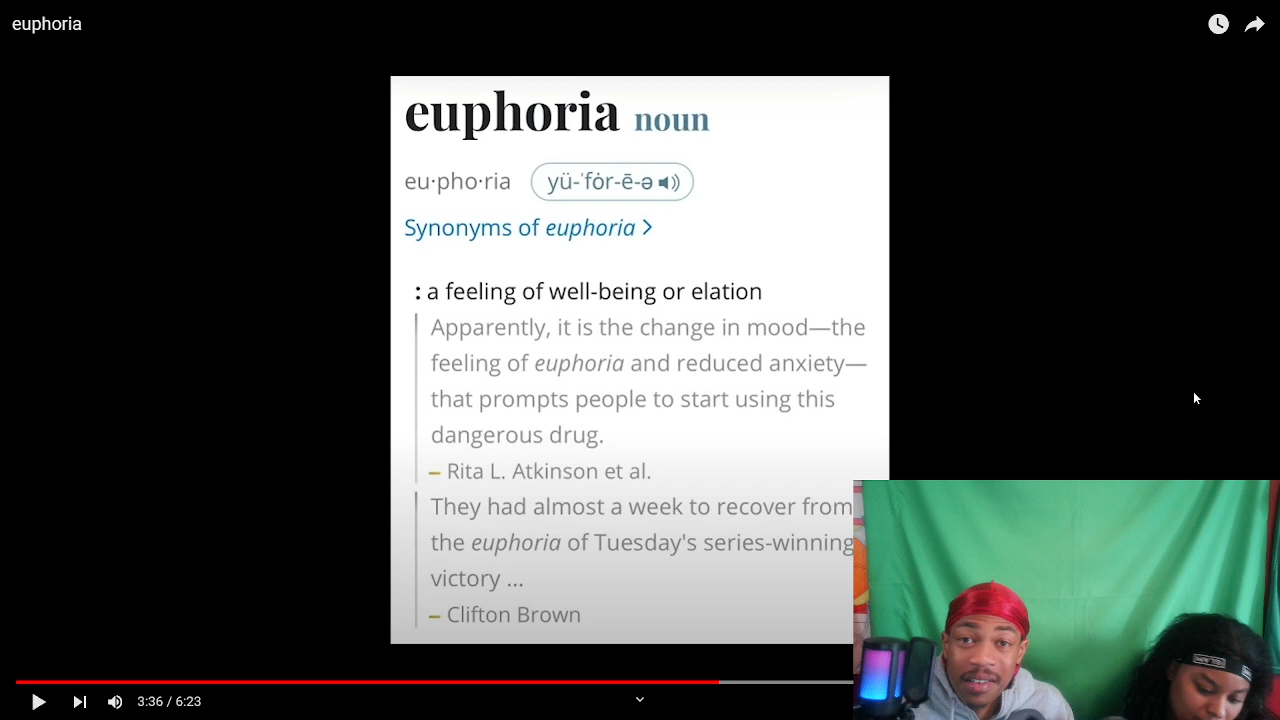 euphoria
euphoria noun
eu·pho·ria yü-ˈfȯr-ē-ə
Synonyms of euphoria >
: a feeling of well-being or elation
Apparently, it is the change in mood—the
feeling of euphoria and reduced anxiety—
that prompts people to start using this
dangerous drug.
– Rita L. Atkinson et al.
They had almost a week to recover from
the euphoria of Tuesday's series-winning
victory ...
– Clifton Brown
3:36 / 6:23